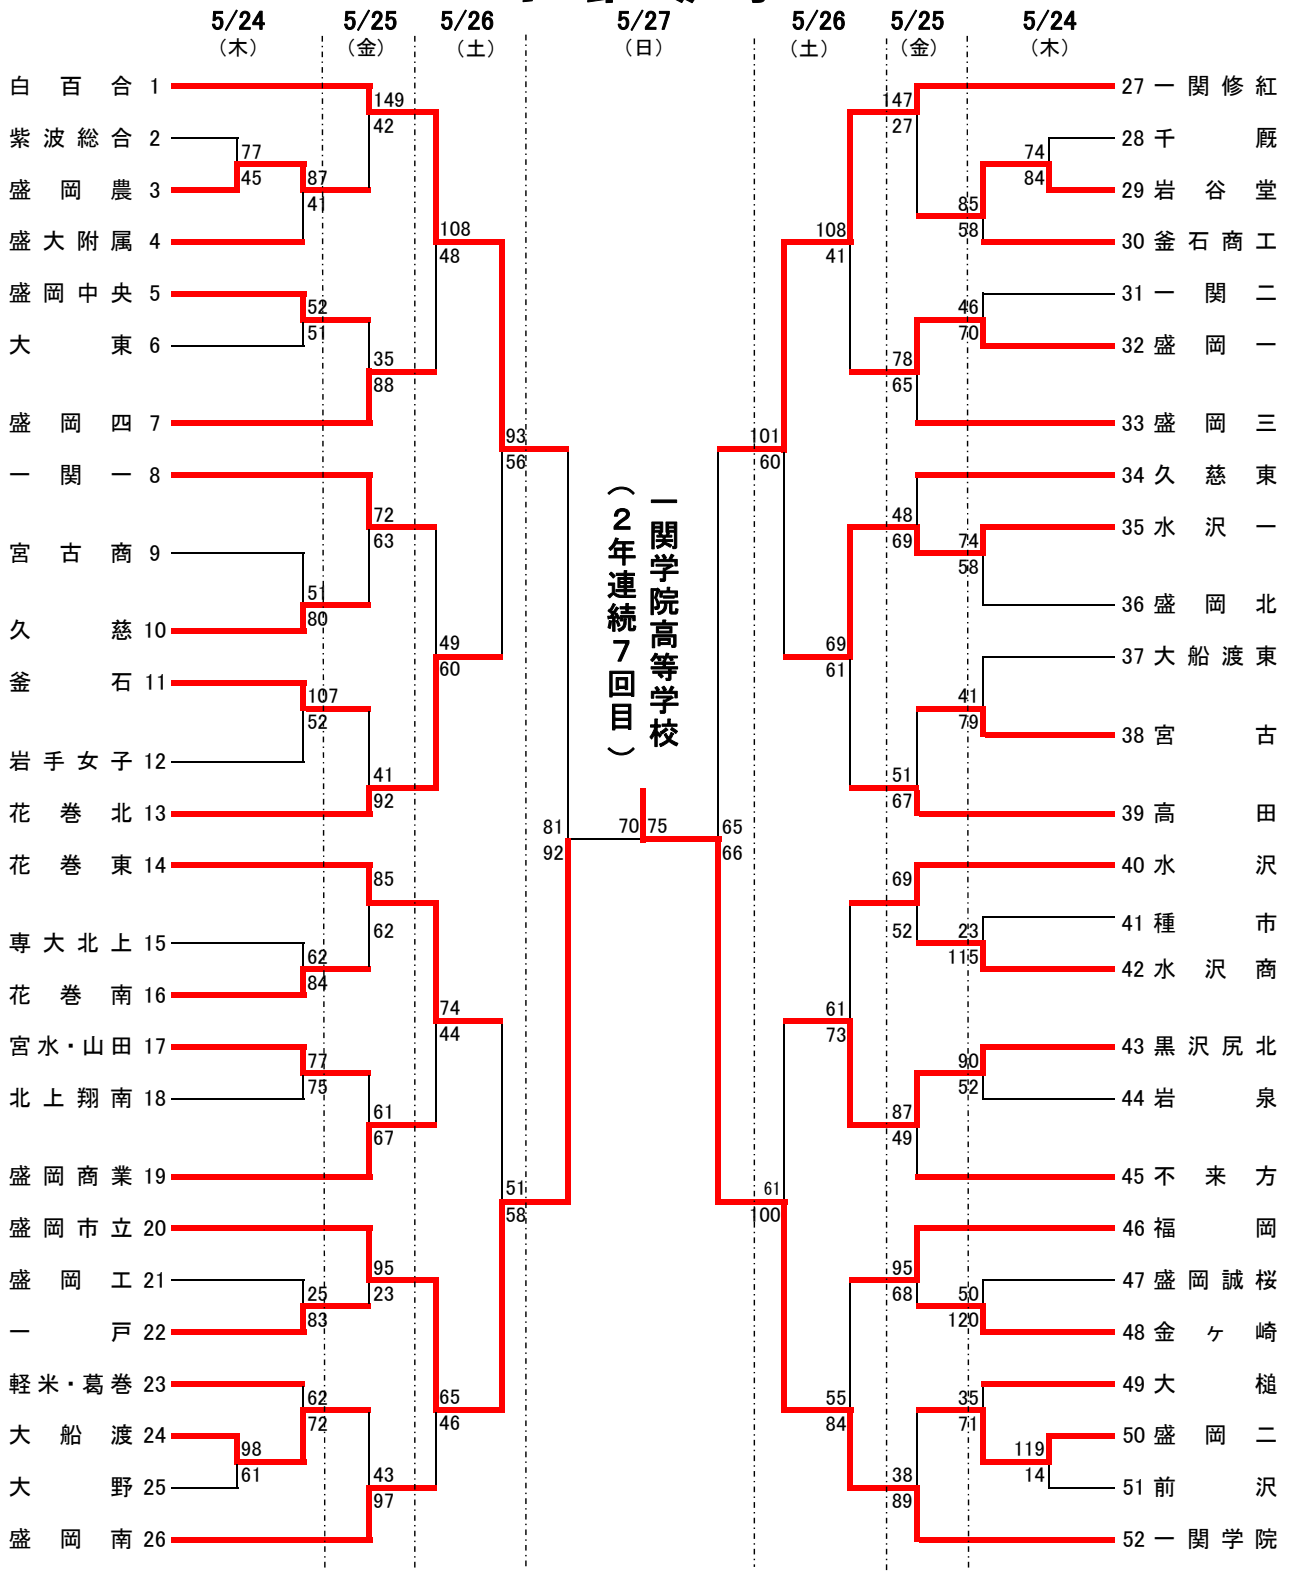 5/24 5/25 5/26 5/27 5/26 5/25 5/24
（木） （金） （土） （日） （土） （金） （木）
白百合 1
紫波総合 2
盛岡農 3
盛大附属 4
盛岡中央 5
大東 6
盛岡四 7
一関一 8
宮古商 9
久慈 10
釜石 11
岩手女子 12
花巻北 13
花巻東 14
専大北上 15
花巻南 16
宮水・山田 17
北上翔南 18
盛岡商業 19
盛岡市立 20
盛岡工 21
一戸 22
軽米・葛巻 23
大船渡 24
大野 25
盛岡南 26
77
45
98
61
87
41
52
51
51
80
107
52
62
84
77
75
25
83
62
72
149
42
35
88
72
63
41
92
85
62
61
67
95
23
43
97
108
48
49
60
74
44
65
46
93
56
51
58
81
92
一関学院高等学校
（２年連続７回目）
70 75
65
66
101
60
61
100
108
41
69
61
61
73
55
84
147
27
78
65
48
69
51
67
69
52
87
49
95
68
38
89
85
58
46
70
74
58
41
79
23
115
90
52
50
120
35
71
74
84
119
14
27 一関修紅
28 千厩
29 岩谷堂
30 釜石商工
31 一関二
32 盛岡一
33 盛岡三
34 久慈東
35 水沢一
36 盛岡北
37 大船渡東
38 宮古
39 高田
40 水沢
41 種市
42 水沢商
43 黒沢尻北
44 岩泉
45 不来方
46 福岡
47 盛岡誠桜
48 金ヶ崎
49 大槌
50 盛岡二
51 前沢
52 一関学院